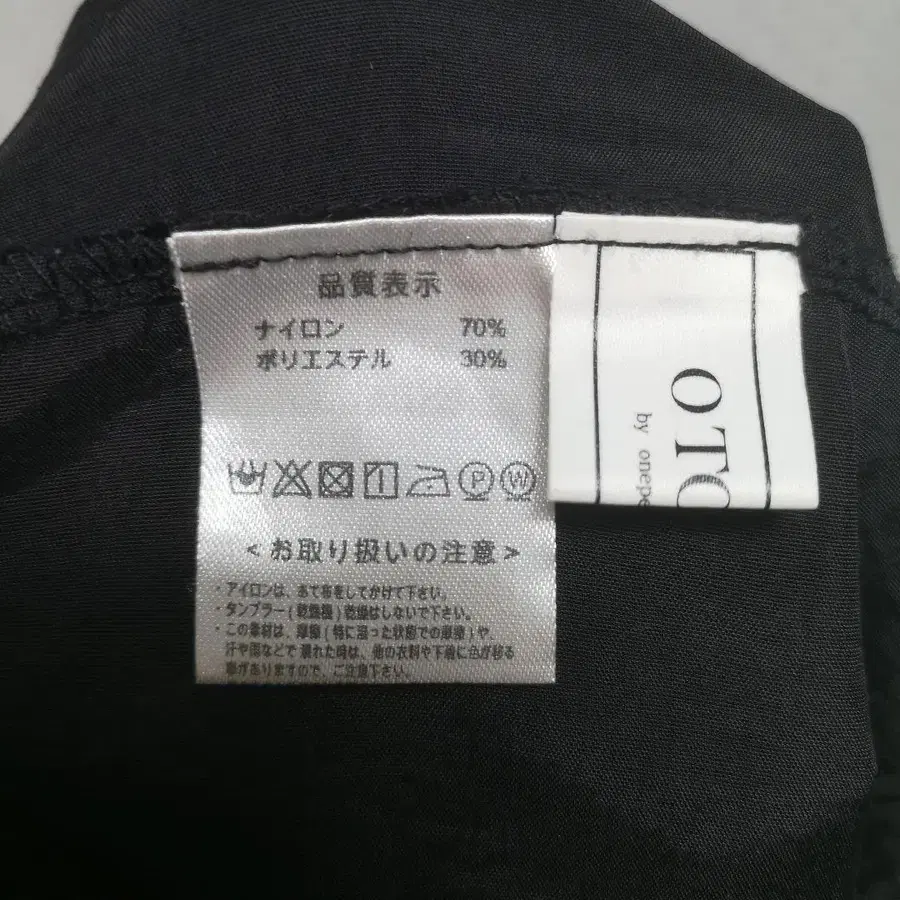 品質表示
ナイロン 70%
ポリエステル 30%
P W
<お取り扱いの注意>
・アイロンは、あて布をしてかけて下さい。
・タンブラー(乾燥機)乾燥はしないで下さい。
・この素材は、摩擦(特に湿った状態での摩擦)や、
汗や雨などで濡れた時は、他の衣料や下着に色が移る
事がありますので、ご注意下さい。
OTO
by onepe